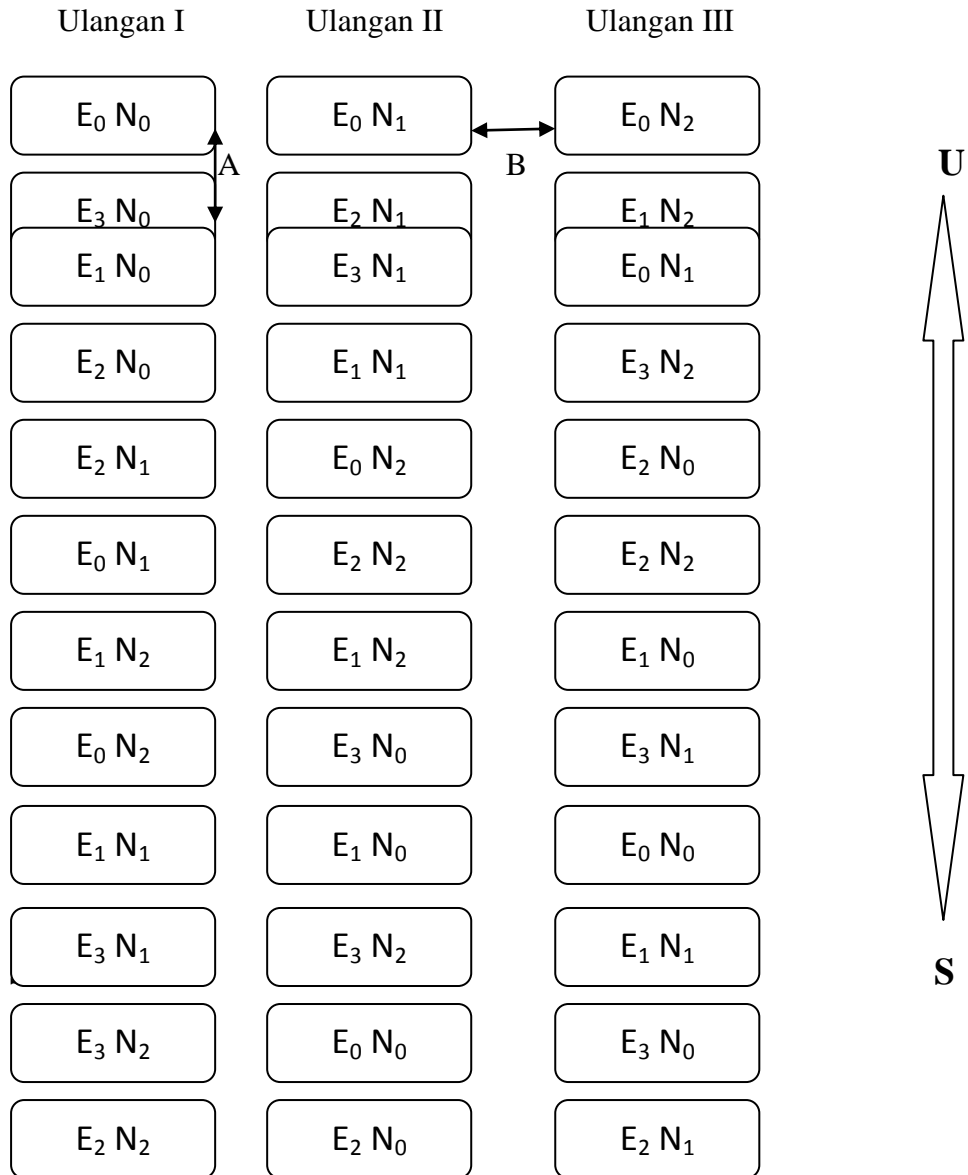 Ulangan I Ulangan II Ulangan III
E₀ N₀ E₀ N₁ E₀ N₂
A B U
E₃ N₀ E₂ N₁ E₁ N₂
E₁ N₀ E₃ N₁ E₀ N₁
E₂ N₀ E₁ N₁ E₃ N₂
E₂ N₁ E₀ N₂ E₂ N₀
E₀ N₁ E₂ N₂ E₂ N₂
E₁ N₂ E₁ N₂ E₁ N₀
E₀ N₂ E₃ N₀ E₃ N₁
E₁ N₁ E₁ N₀ E₀ N₀
E₃ N₁ E₃ N₂ E₁ N₁
S
E₃ N₂ E₀ N₀ E₃ N₀
E₂ N₂ E₂ N₀ E₂ N₁